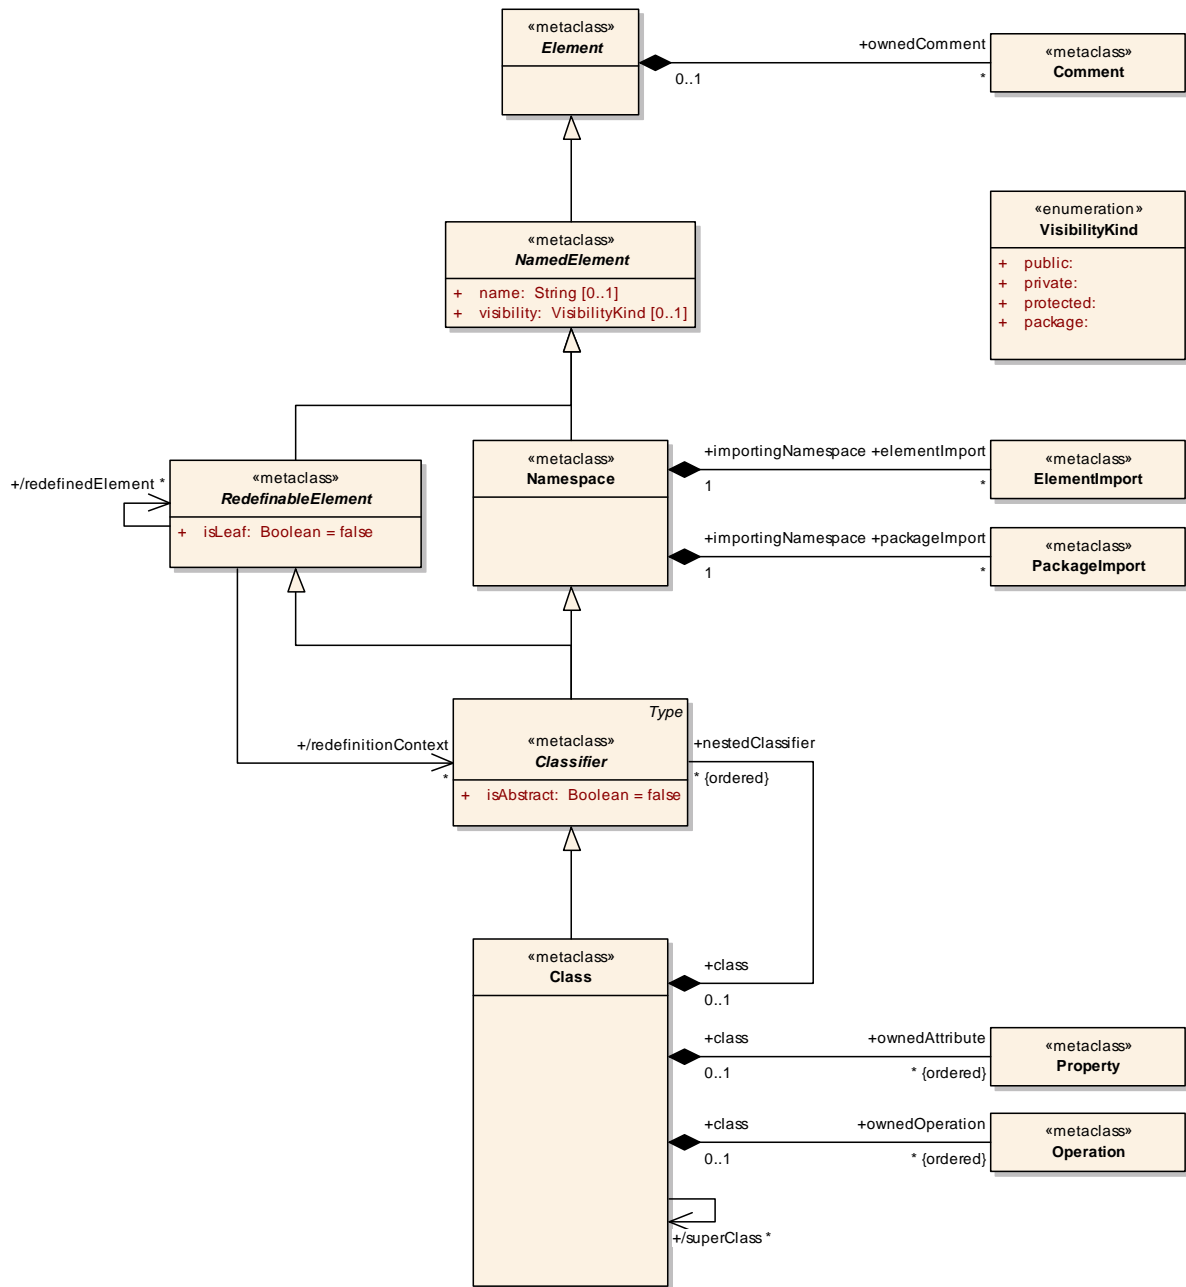 «metaclass»
Element
+ownedComment
0..1
*
«metaclass»
Comment
«metaclass»
NamedElement
+ name: String [0..1]
+ visibility: VisibilityKind [0..1]
«enumeration»
VisibilityKind
+ public:
+ private:
+ protected:
+ package:
+/redefinedElement *
«metaclass»
RedefinableElement
+ isLeaf: Boolean = false
«metaclass»
Namespace
+importingNamespace +elementImport
1
*
«metaclass»
ElementImport
+importingNamespace +packageImport
1
*
«metaclass»
PackageImport
+/redefinitionContext
*
Type
«metaclass»
Classifier
+ isAbstract: Boolean = false
+nestedClassifier
* {ordered}
«metaclass»
Class
+class
0..1
+class
0..1
+ownedAttribute
* {ordered}
«metaclass»
Property
+class
0..1
+ownedOperation
* {ordered}
«metaclass»
Operation
+/superClass *